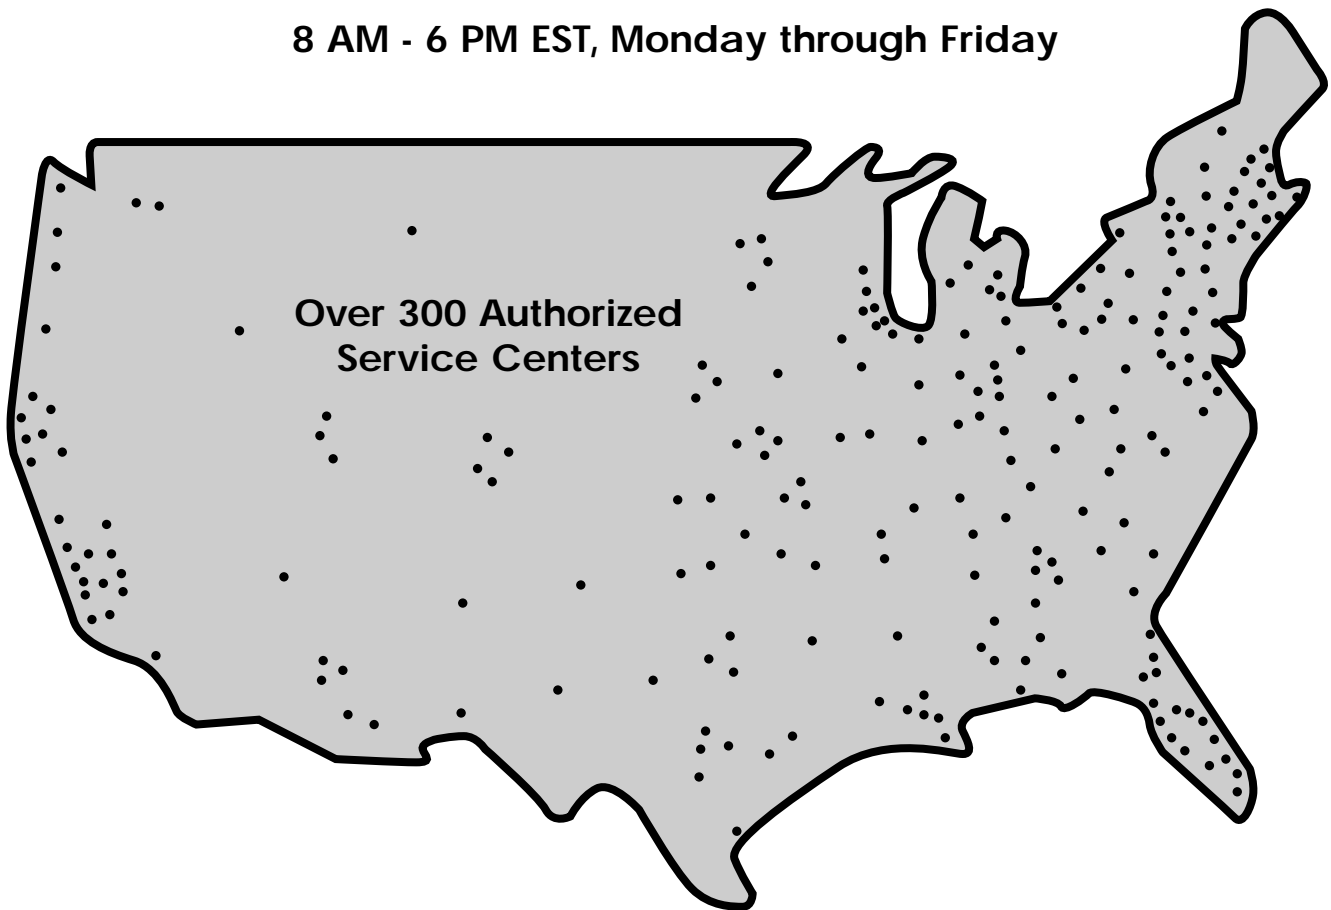 8 AM - 6 PM EST, Monday through Friday
Over 300 Authorized
Service Centers